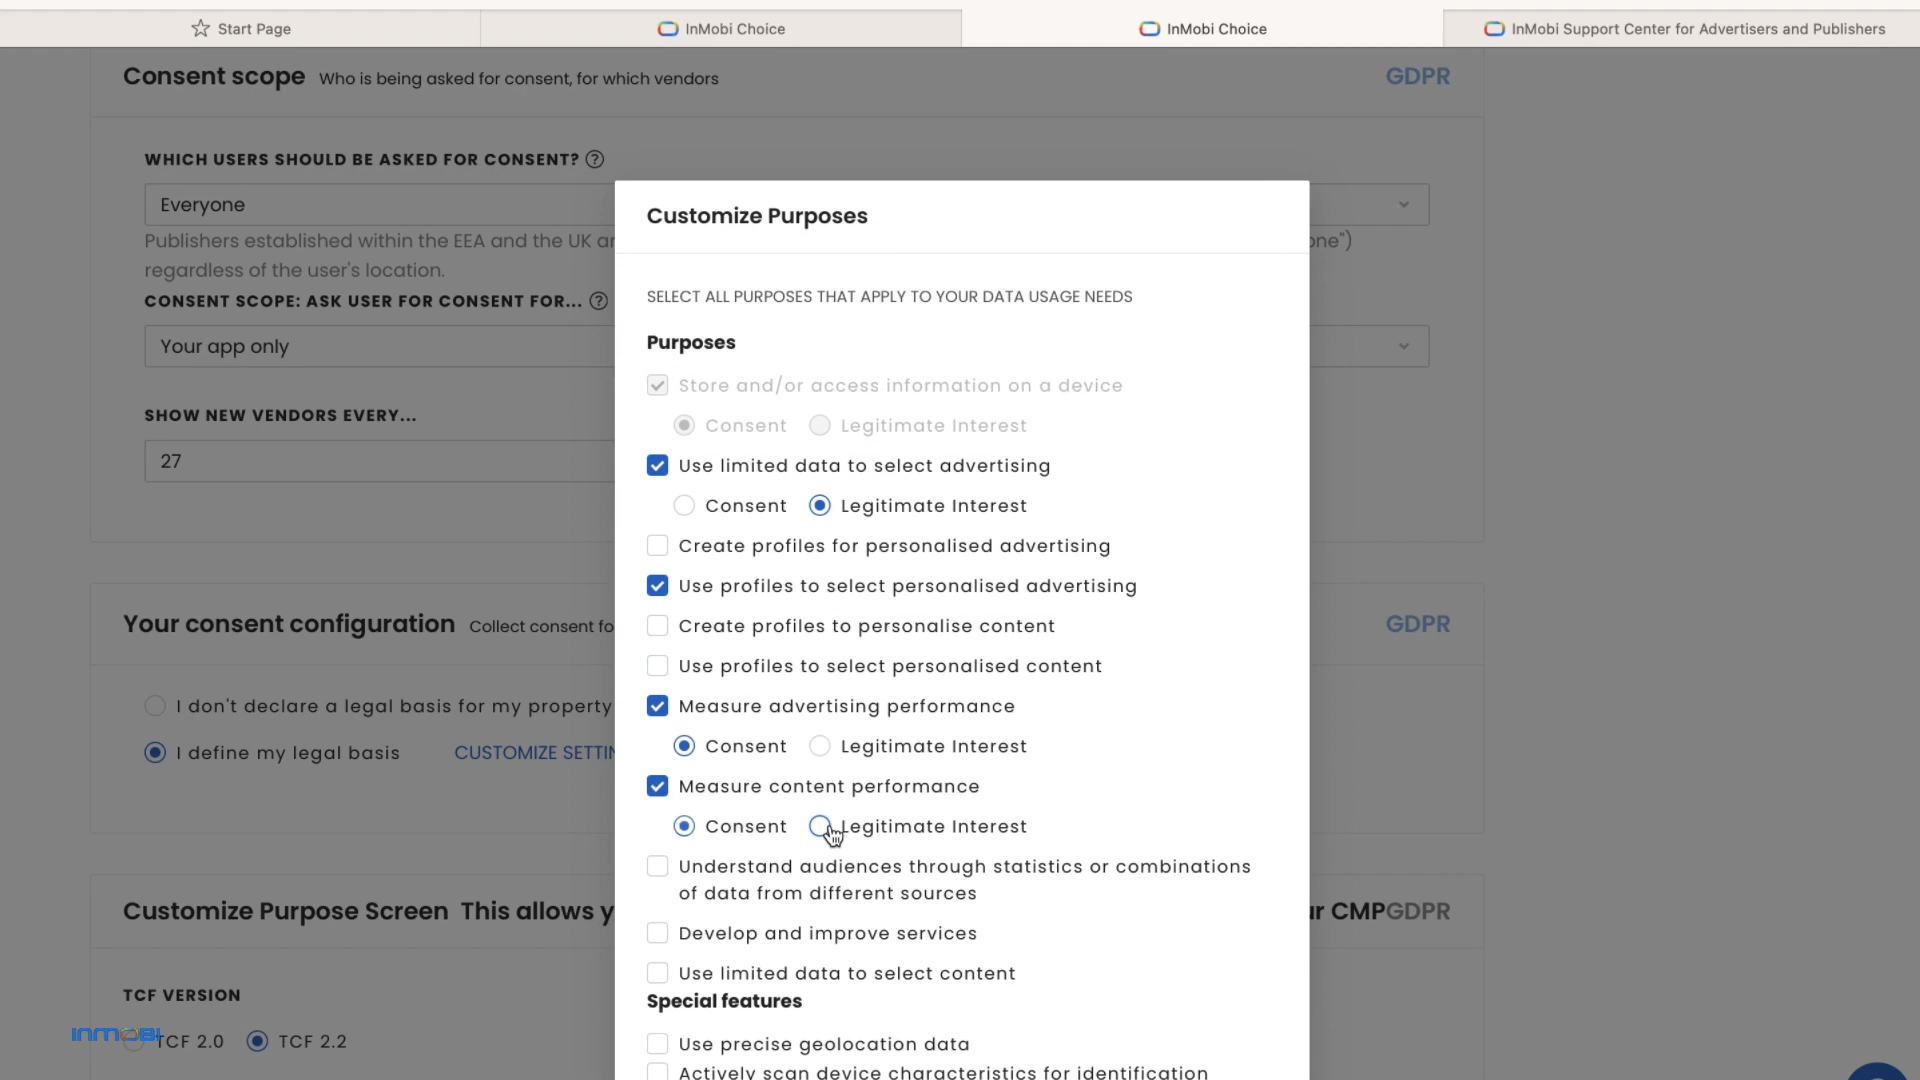 Start Page
InMobi Choice
InMobi Choice
InMobi Support Center for Advertisers and Publishers
Consent scope Who is being asked for consent, for which vendors
GDPR
WHICH USERS SHOULD BE ASKED FOR CONSENT?
Everyone
Publishers established within the EEA and the UK
regardless of the user's location.
CONSENT SCOPE: ASK USER FOR CONSENT FOR...
Your app only
SHOW NEW VENDORS EVERY...
27
Your consent configuration Collect consent
GDPR
I don't declare a legal basis for my property
I define my legal basis
CUSTOMIZE
Customize Purpose Screen This allows
CMP
GDPR
TCF VERSION
TCF 2.0
TCF 2.2
INMOBI
Customize Purposes
SELECT ALL PURPOSES THAT APPLY TO YOUR DATA USAGE NEEDS
Purposes
Store and/or access information on a device
Consent Legitimate Interest
Use limited data to select advertising
Consent Legitimate Interest
Create profiles for personalised advertising
Use profiles to select personalised advertising
Create profiles to personalise content
Use profiles to select personalised content
Measure advertising performance
Consent Legitimate Interest
Measure content performance
Consent Legitimate Interest
Understand audiences through statistics or combinations
of data from different sources
Develop and improve services
Use limited data to select content
Special features
Use precise geolocation data
Actively scan device characteristics for identification